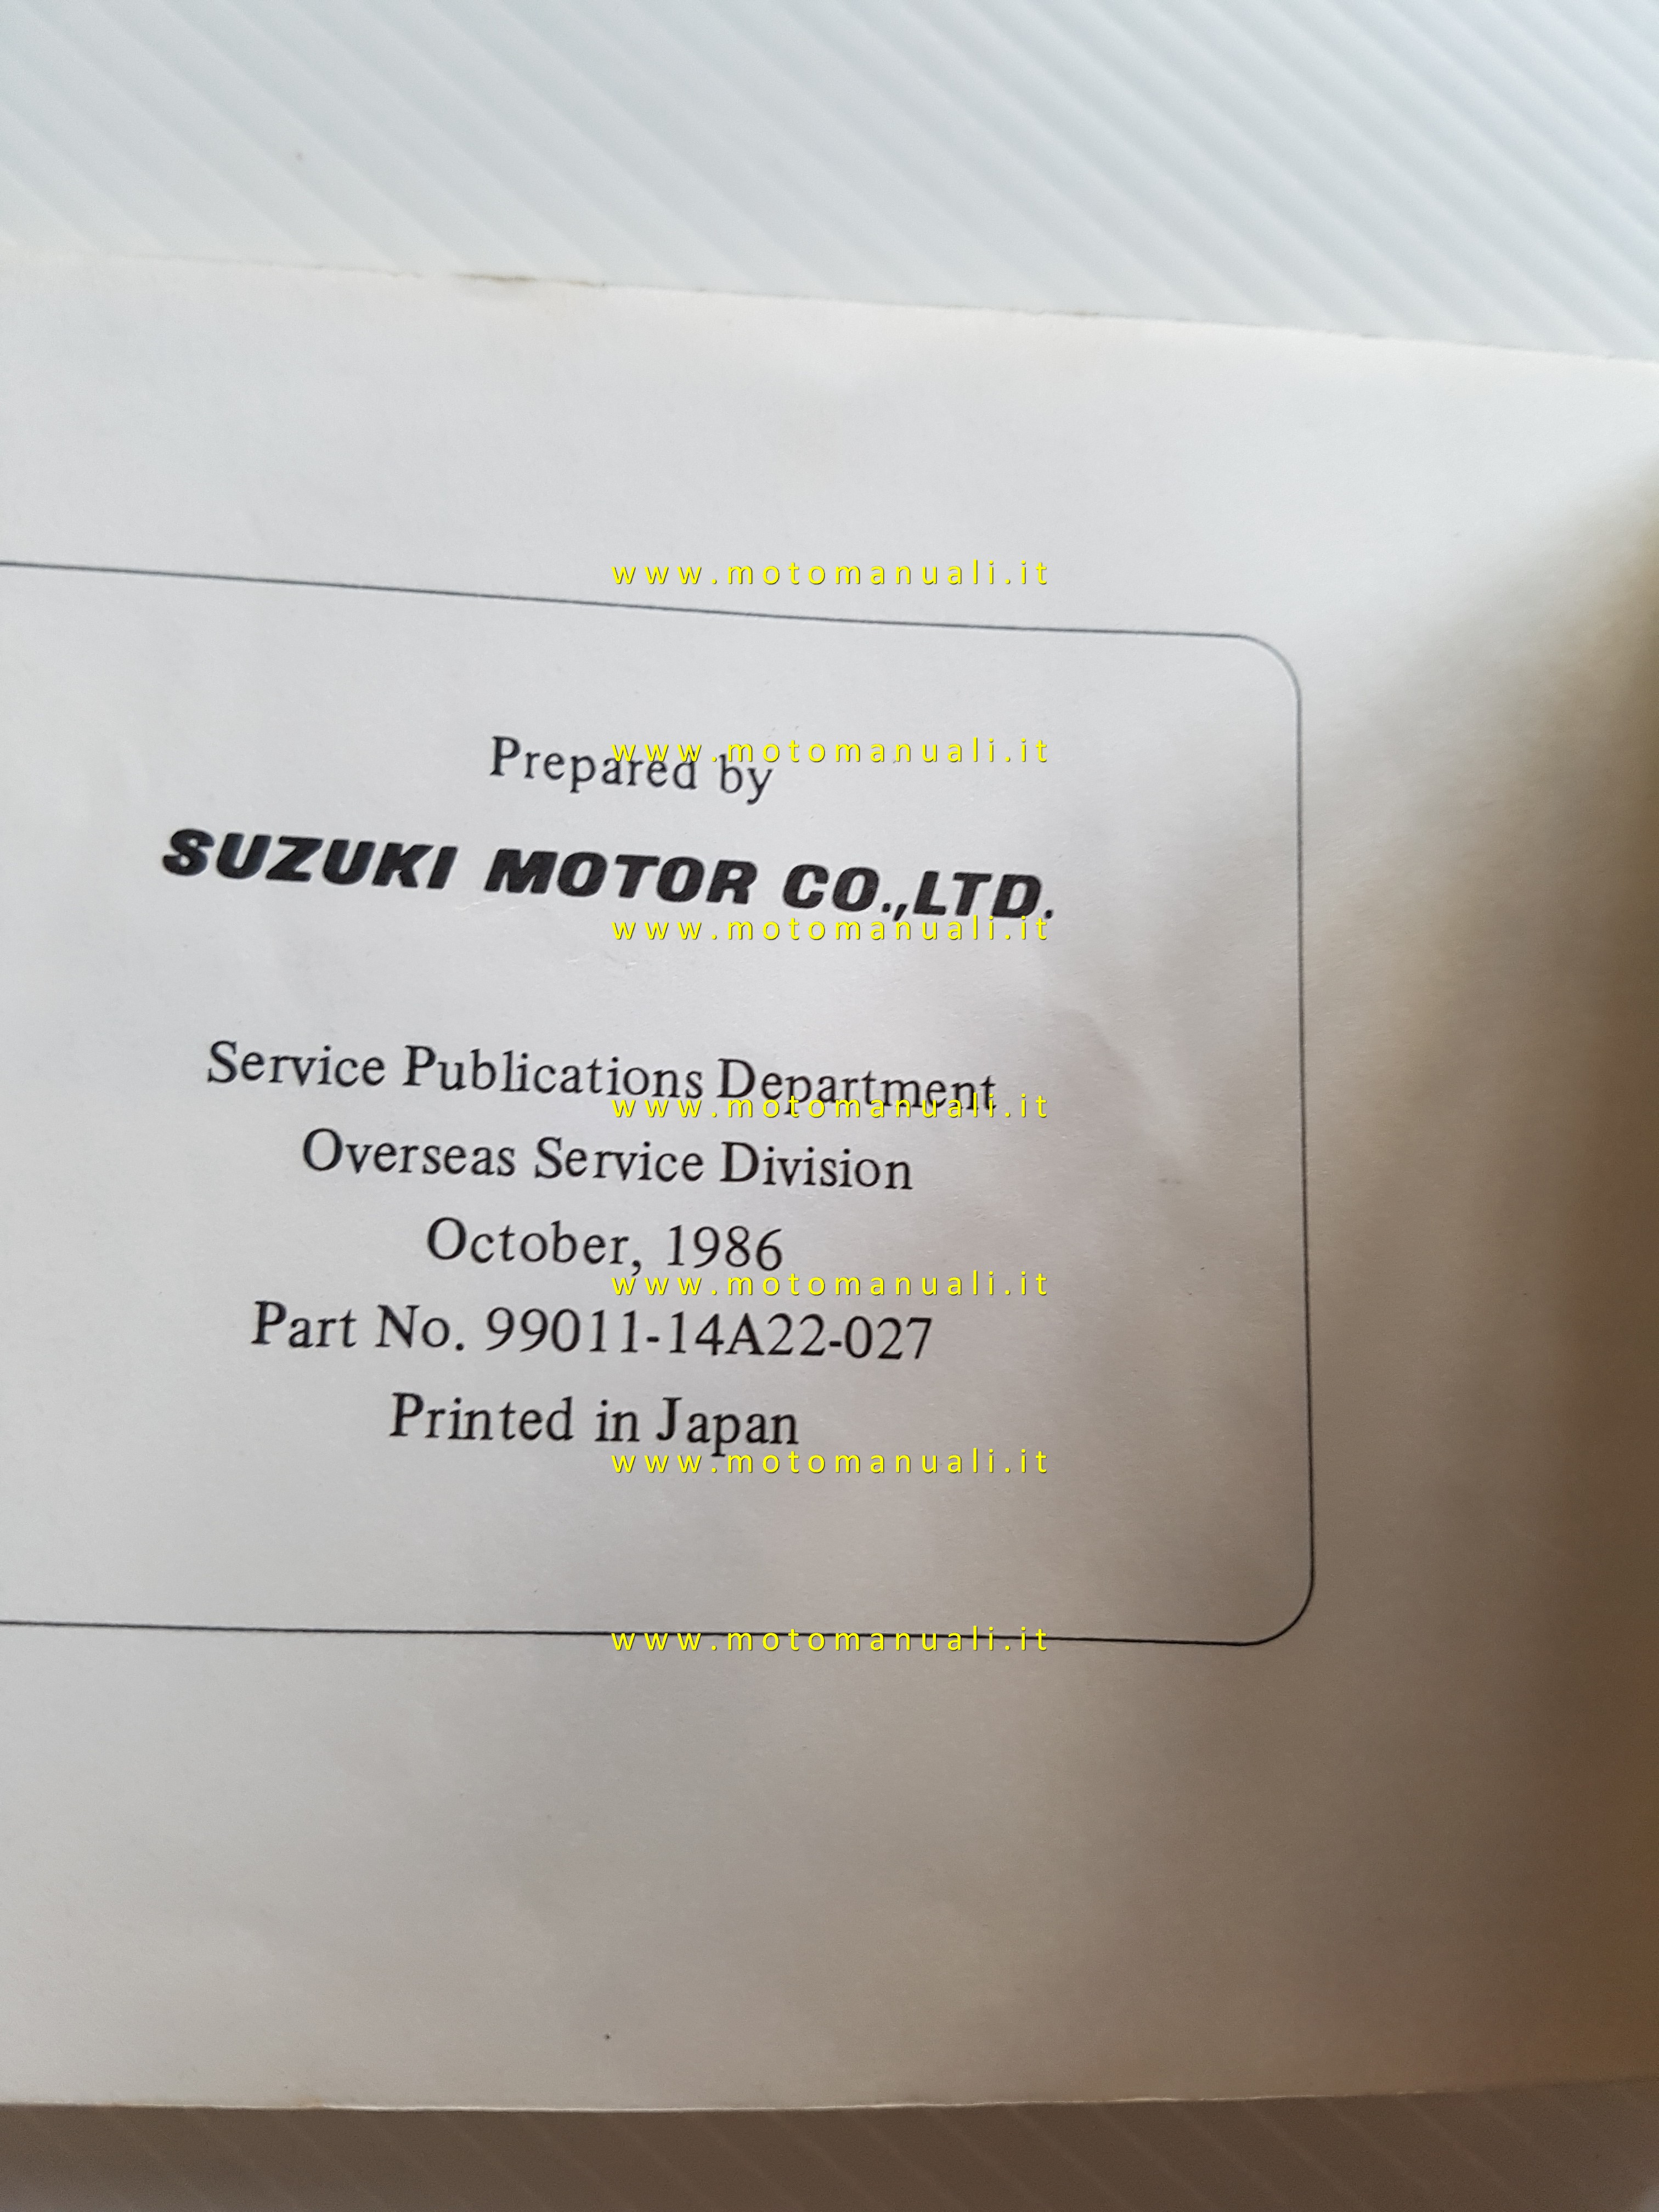 www.motomanuali.it
Prepared by
www.motomanuali.it
SUZUKI MOTOR CO.,LTD.
www.motomanuali.it
Service Publications Department
www.motomanuali.it
Overseas Service Division
October, 1986
www.motomanuali.it
Part No. 99011-14A22-027
Printed in Japan
www.motomanuali.it
www.motomanuali.it